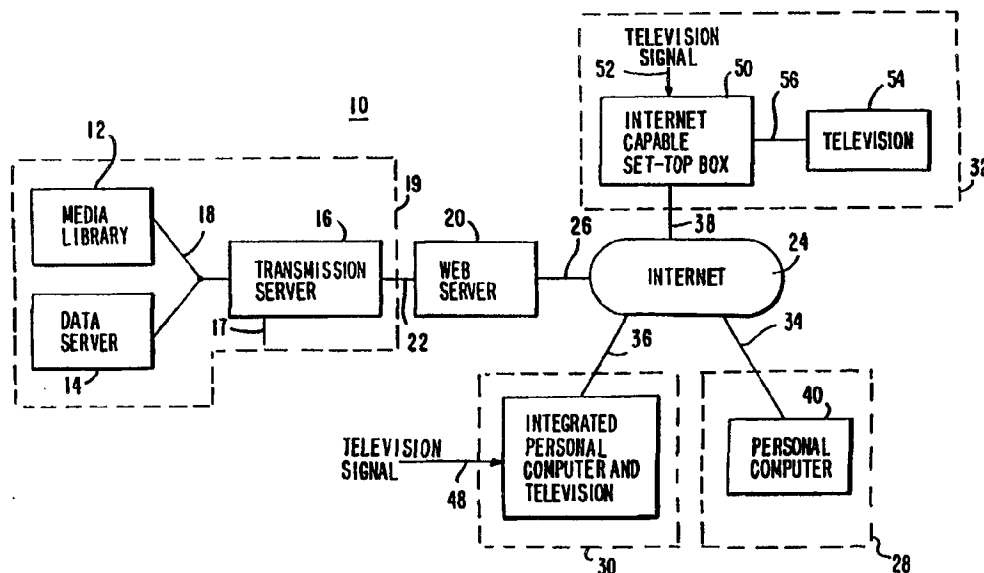 TELEVISION
SIGNAL
52
50
56
54
INTERNET
CAPABLE
SET-TOP BOX
TELEVISION
32
38
10
12
MEDIA
LIBRARY
18
DATA
SERVER
14
16
TRANSMISSION
SERVER
17
19
22
20
WEB
SERVER
26
INTERNET
24
36
34
TELEVISION
SIGNAL
48
INTEGRATED
PERSONAL
COMPUTER AND
TELEVISION
30
40
PERSONAL
COMPUTER
28